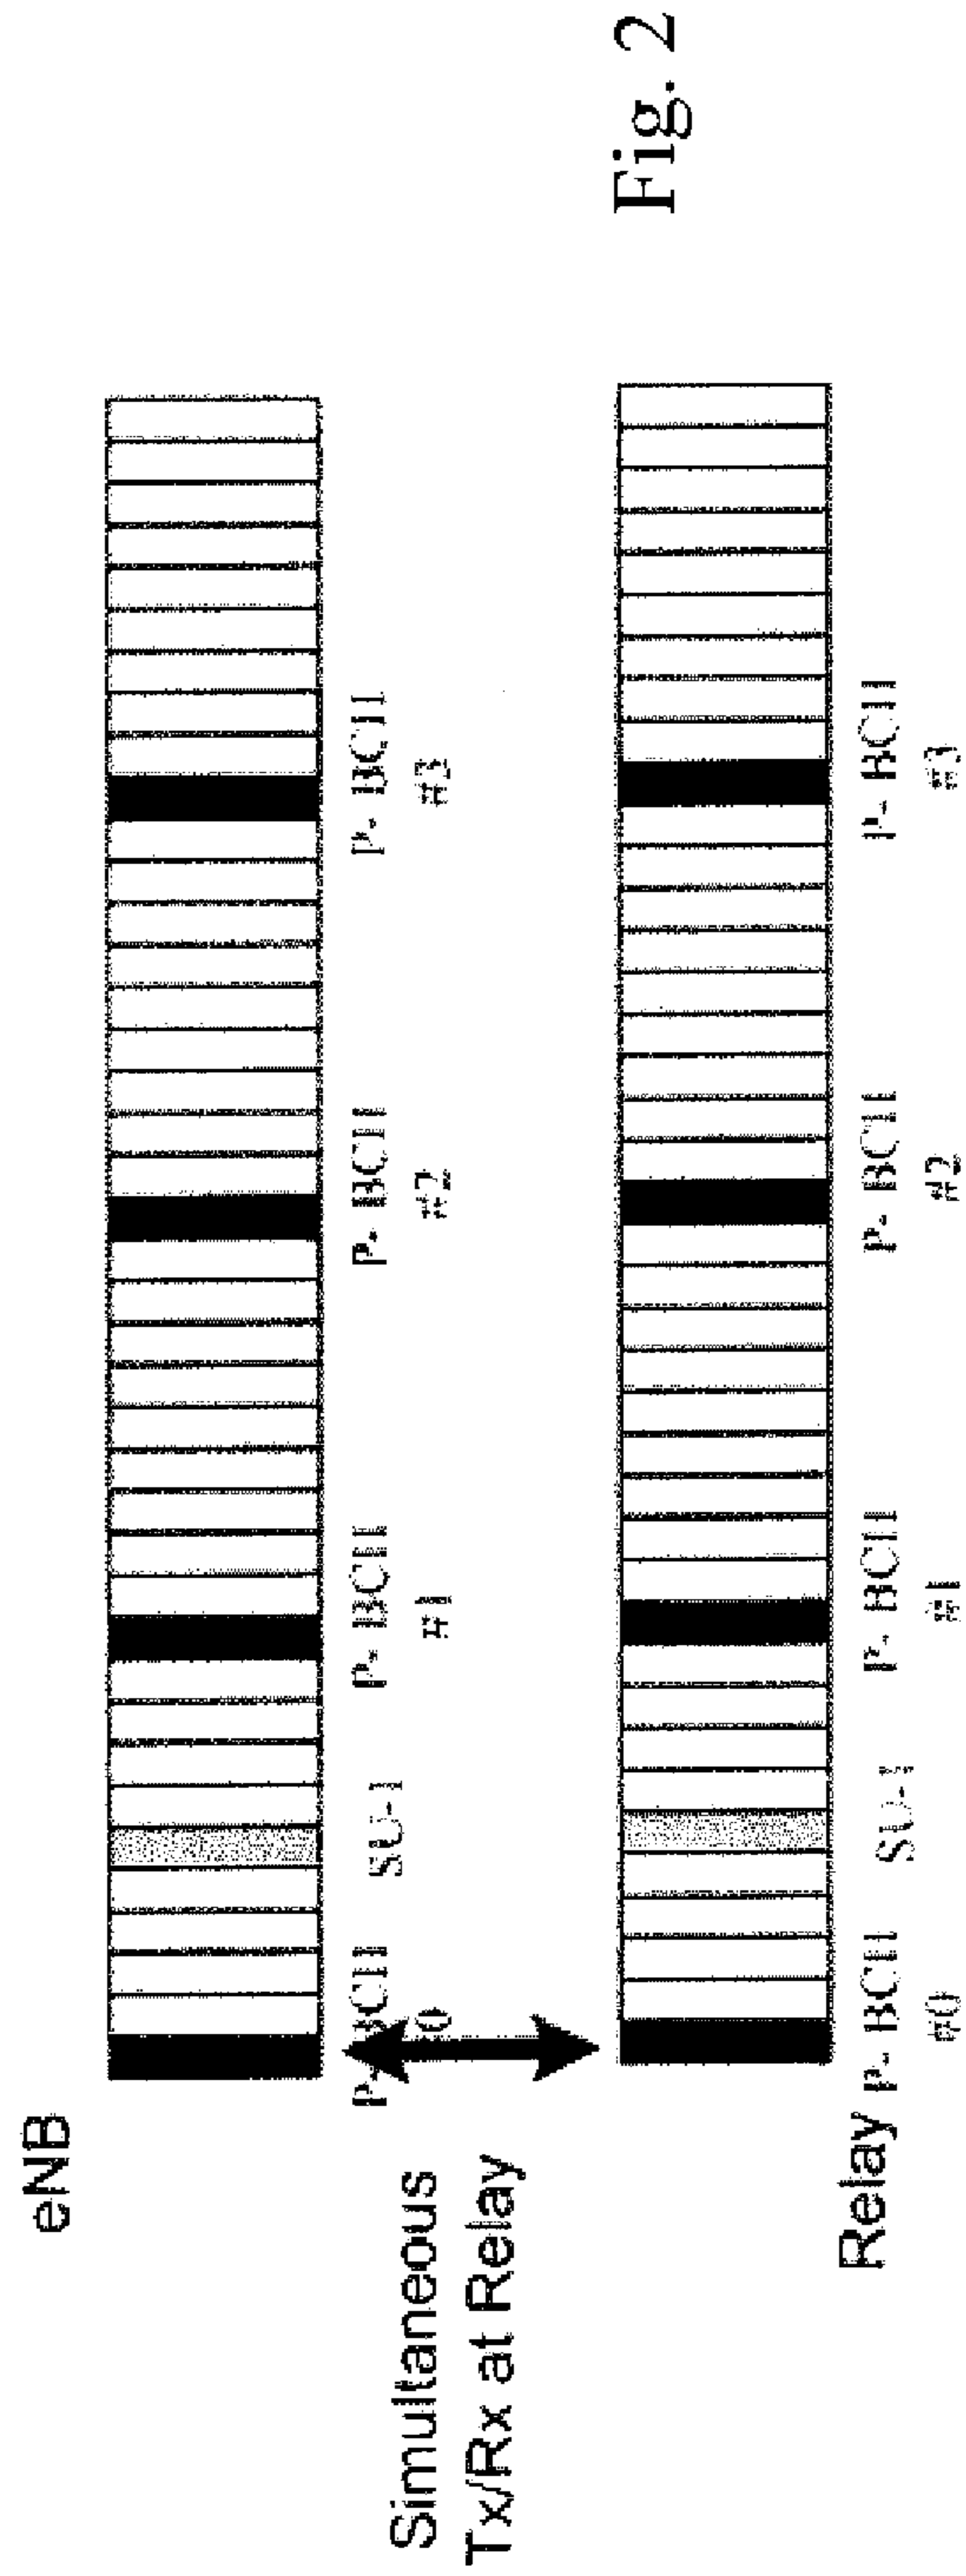 eNB
P- BCH
#0
SU-1
P- BCH
#1
P- BCH
#2
P- BCH
#3
Simultaneous
Tx/Rx at Relay
Relay
P- BCH
#0
SU-1
P- BCH
#1
P- BCH
#2
P- BCH
#3
Fig. 2